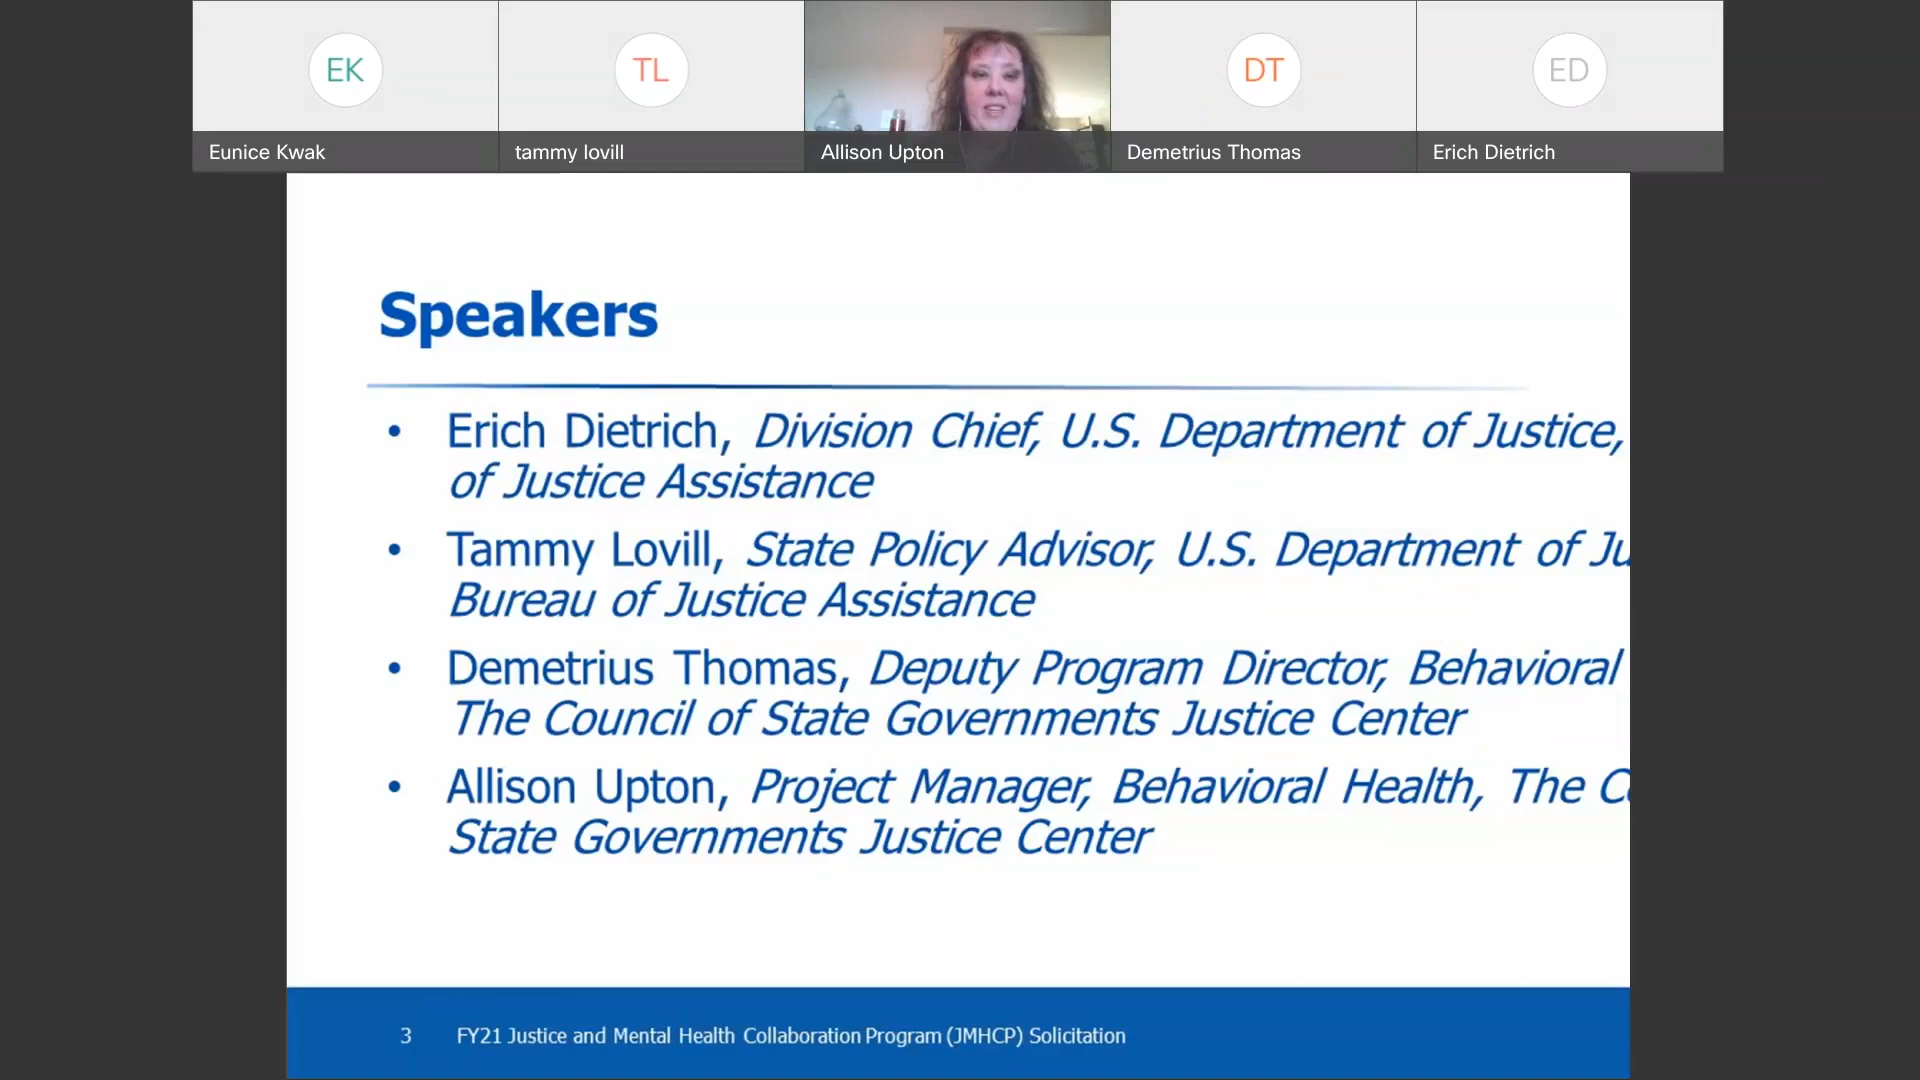 EK
TL
DT
ED
Eunice Kwak
tammy lovill
Allison Upton
Demetrius Thomas
Erich Dietrich
Speakers
• Erich Dietrich, Division Chief, U.S. Department of Justice,
of Justice Assistance
• Tammy Lovill, State Policy Advisor, U.S. Department of Ju
Bureau of Justice Assistance
• Demetrius Thomas, Deputy Program Director, Behavioral
The Council of State Governments Justice Center
• Allison Upton, Project Manager, Behavioral Health, The Co
State Governments Justice Center
3 FY21 Justice and Mental Health Collaboration Program (JMHCP) Solicitation